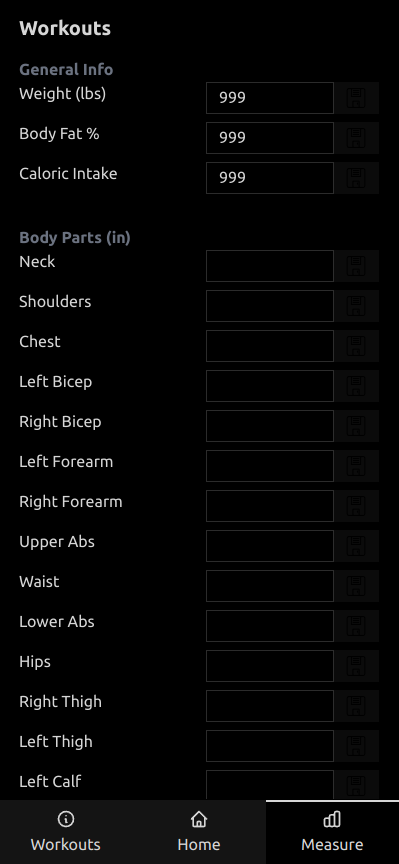 Workouts
General Info
Weight (lbs) 999
Body Fat % 999
Caloric Intake 999
Body Parts (in)
Neck
Shoulders
Chest
Left Bicep
Right Bicep
Left Forearm
Right Forearm
Upper Abs
Waist
Lower Abs
Hips
Right Thigh
Left Thigh
Left Calf
Workouts Home Measure